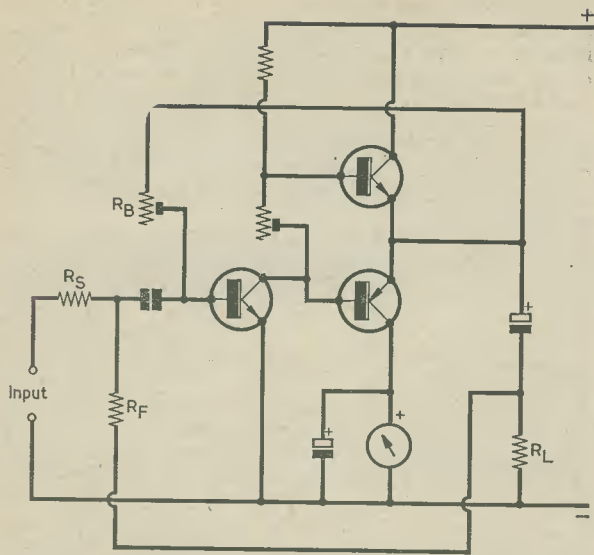 +
R_B
R_S
+
Input
R_F
+
+
R_L
−